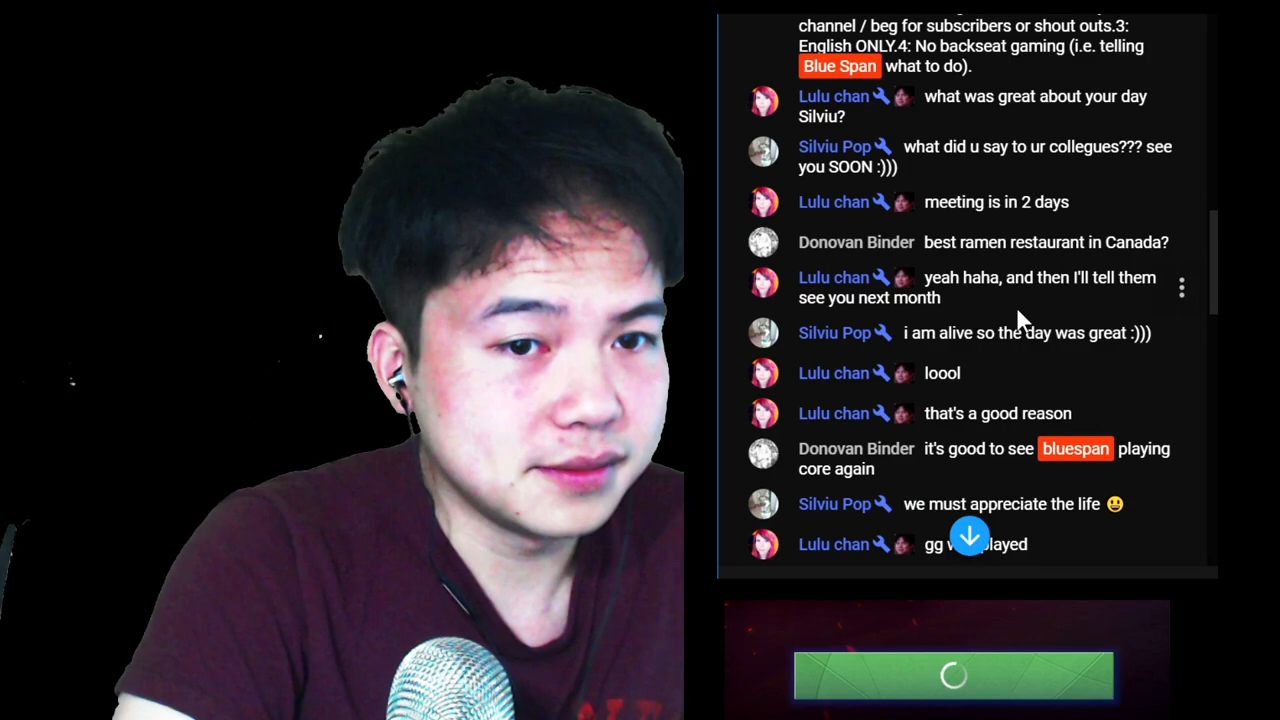 channel / beg for subscribers or shout outs.3:
English ONLY.4: No backseat gaming (i.e. telling
Blue Span what to do).
Lulu chan what was great about your day
Silviu?
Silviu Pop what did u say to ur collegues??? see
you SOON :)))
Lulu chan meeting is in 2 days
Donovan Binder best ramen restaurant in Canada?
Lulu chan yeah haha, and then I'll tell them
see you next month
Silviu Pop i am alive so the day was great :)))
Lulu chan loool
Lulu chan that's a good reason
Donovan Binder it's good to see bluespan playing
core again
Silviu Pop we must appreciate the life 😃
Lulu chan gg played